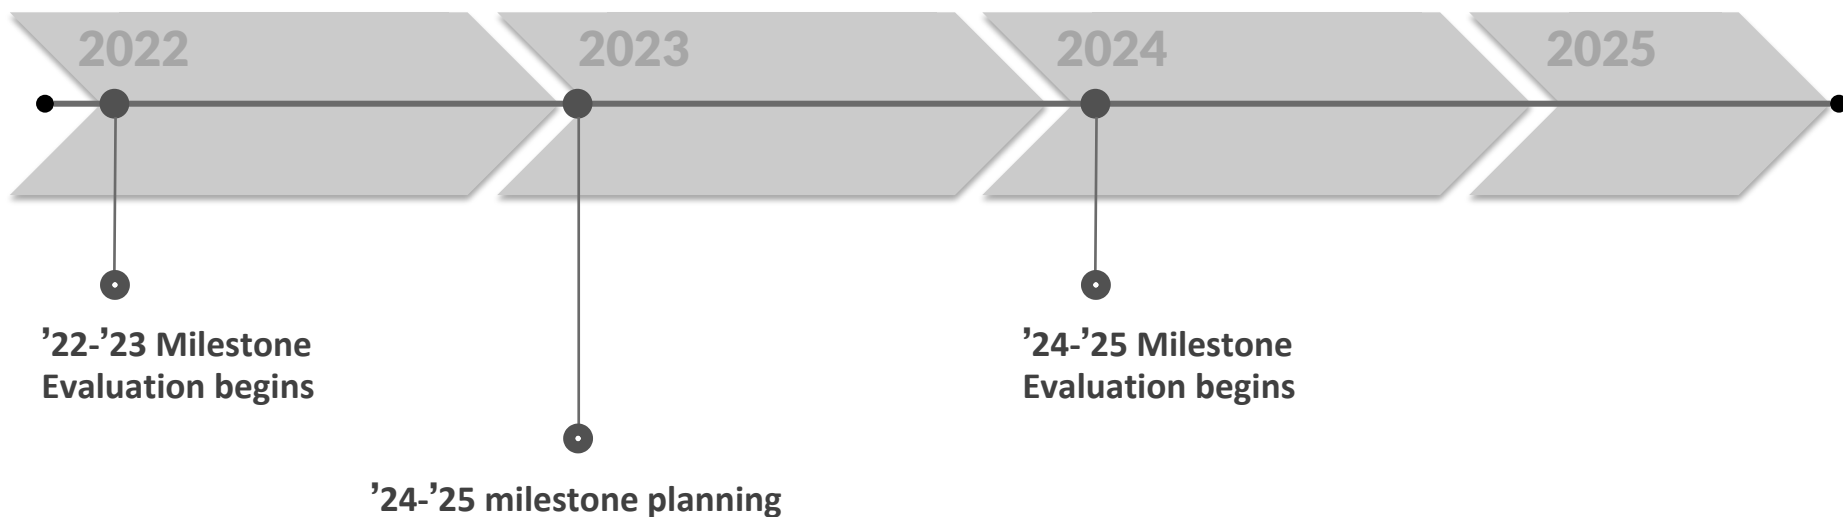 2022
2023
2024
2025
’22-’23 Milestone
Evaluation begins
’24-’25 Milestone
Evaluation begins
’24-’25 milestone planning